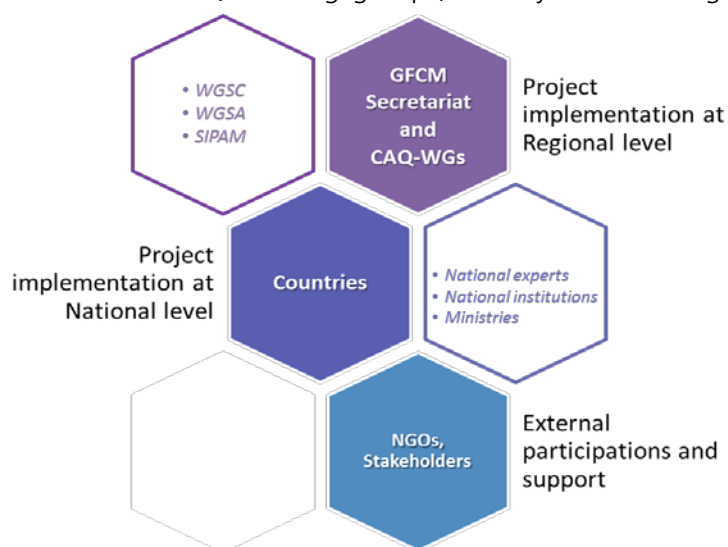 • WGSC
• WGSA
• SIPAM
GFCM
Secretariat
and
CAQ-WGs
Project
implementation at
Regional level
Project
implementation at
National level
Countries
• National experts
• National institutions
• Ministries
NGOs,
Stakeholders
External
participations and
support